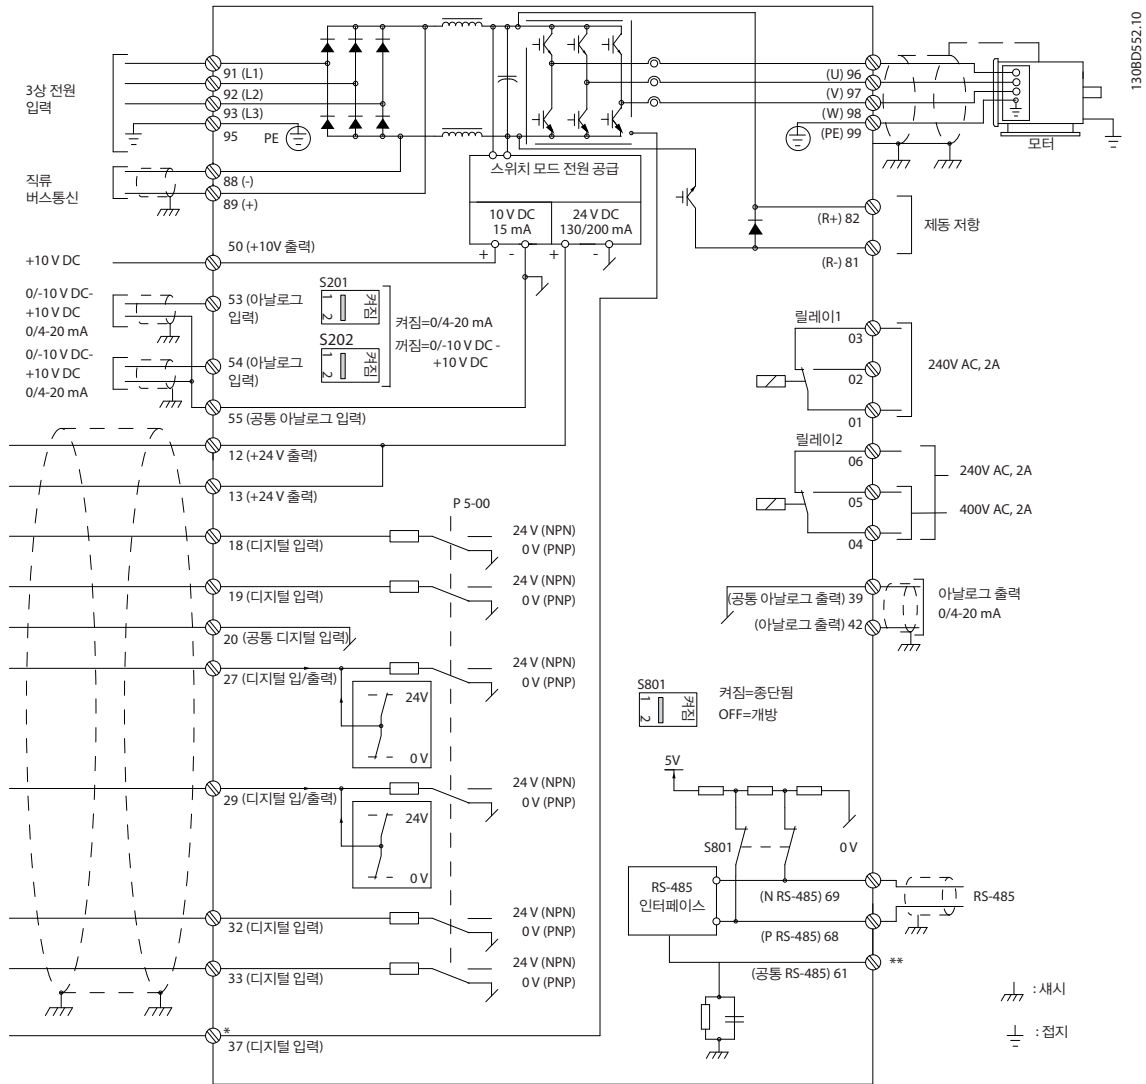 130BD552.10
3상 전원
입력
91 (L1)
92 (L2)
93 (L3)
95
PE
직류
버스통신
88 (-)
89 (+)
스위치 모드 전원 공급
10 V DC
15 mA
24 V DC
130/200 mA
+
-
+
-
(U) 96
(V) 97
(W) 98
(PE) 99
모터
(R+) 82
(R-) 81
제동 저항
+10 V DC
50 (+10V 출력)
0/-10 V DC-
+10 V DC
0/4-20 mA
53 (아날로그
입력)
S201
1
2
켜짐
0/-10 V DC-
+10 V DC
0/4-20 mA
54 (아날로그
입력)
S202
1
2
켜짐
켜짐=0/4-20 mA
꺼짐=0/-10 V DC -
+10 V DC
55 (공통 아날로그 입력)
12 (+24 V 출력)
13 (+24 V 출력)
릴레이1
03
02
01
240V AC, 2A
릴레이2
06
05
04
240V AC, 2A
400V AC, 2A
P 5-00
18 (디지털 입력)
24 V (NPN)
0 V (PNP)
19 (디지털 입력)
24 V (NPN)
0 V (PNP)
20 (공통 디지털 입력)
27 (디지털 입/출력)
24 V (NPN)
0 V (PNP)
24V
0 V
29 (디지털 입/출력)
24 V (NPN)
0 V (PNP)
24V
0 V
32 (디지털 입력)
24 V (NPN)
0 V (PNP)
33 (디지털 입력)
24 V (NPN)
0 V (PNP)
*
37 (디지털 입력)
(공통 아날로그 출력) 39
(아날로그 출력) 42
아날로그 출력
0/4-20 mA
S801
1
2
켜짐
켜짐=종단됨
OFF=개방
5V
S801
0 V
RS-485
인터페이스
(N RS-485) 69
(P RS-485) 68
(공통 RS-485) 61
**
RS-485
: 섀시
: 접지